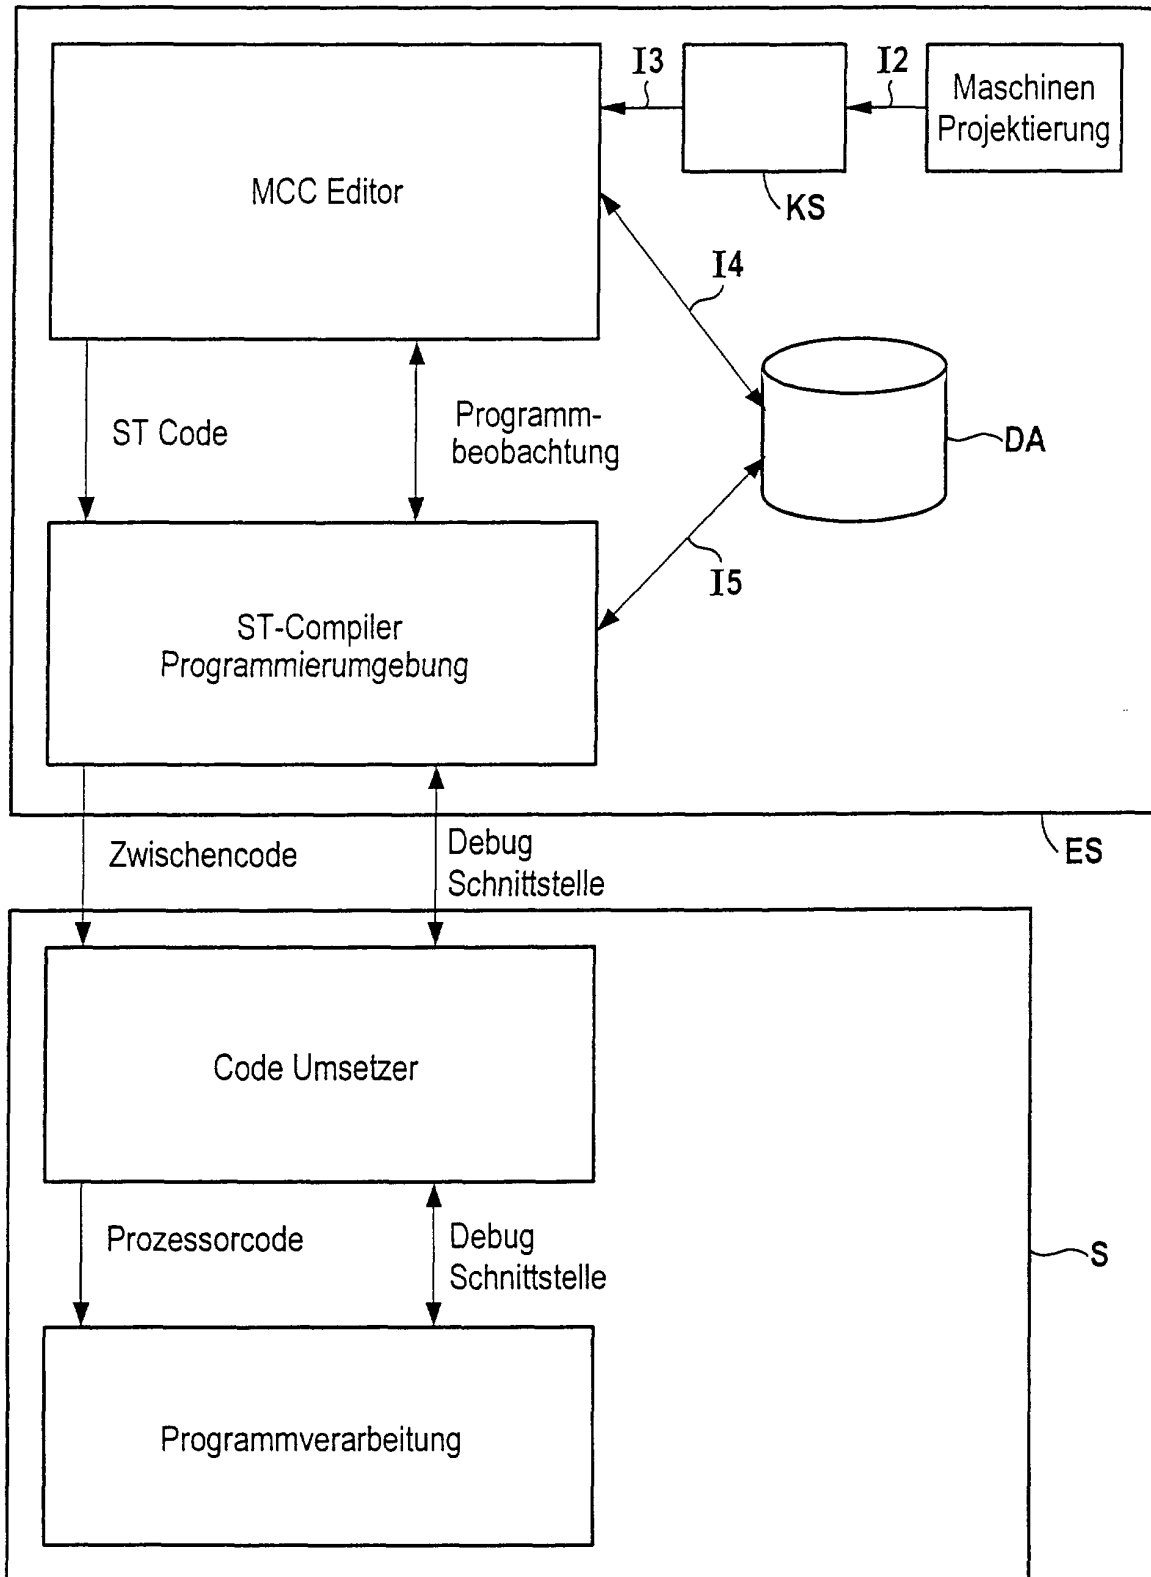 I3
I2
Maschinen
Projektierung
MCC Editor
KS
I4
ST Code
Programm-
beobachtung
DA
I5
ST-Compiler
Programmierumgebung
Zwischencode
Debug
Schnittstelle
ES
Code Umsetzer
Prozessorcode
Debug
Schnittstelle
S
Programmverarbeitung